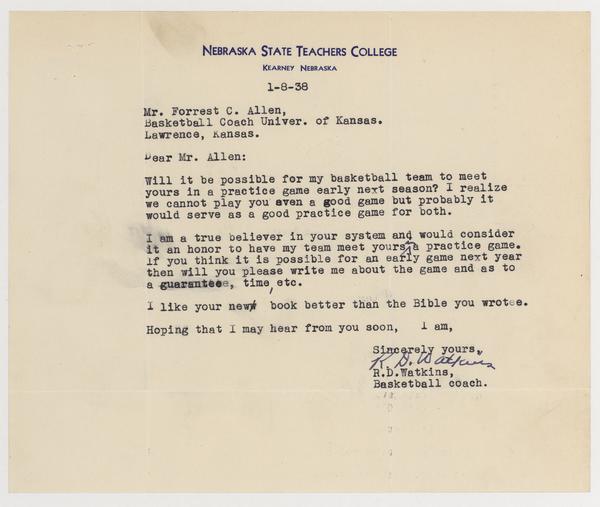 NEBRASKA STATE TEACHERS COLLEGE
KEARNEY NEBRASKA
1-8-38
Mr. Forrest C. Allen,
Basketball Coach Univer. of Kansas.
Lawrence, Kansas.
Dear Mr. Allen:
Will it be possible for my basketball team to meet
yours in a practice game early next season? I realize
we cannot play you even a good game but probably it
would serve as a good practice game for both.
I am a true believer in your system and would consider
it an honor to have my team meet yours a practice game.
If you think it is possible for an early game next year
then will you please write me about the game and as to
a guarantee, time, etc.
I like your new book better than the Bible you wrote.
Hoping that I may hear from you soon, I am,
Sincerely yours,
R. D. Watkins
R.D.Watkins,
Basketball coach.